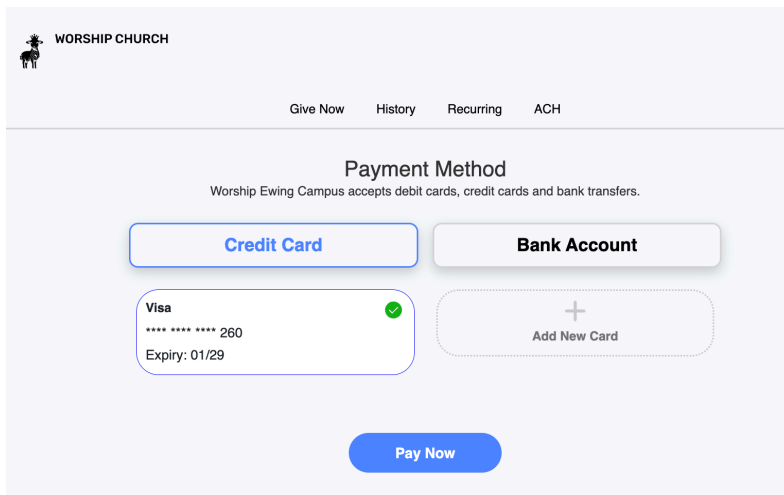 WORSHIP CHURCH
Give Now History Recurring ACH
Payment Method
Worship Ewing Campus accepts debit cards, credit cards and bank transfers.
Credit Card Bank Account
Visa
**** **** **** 260
Expiry: 01/29
Add New Card
Pay Now